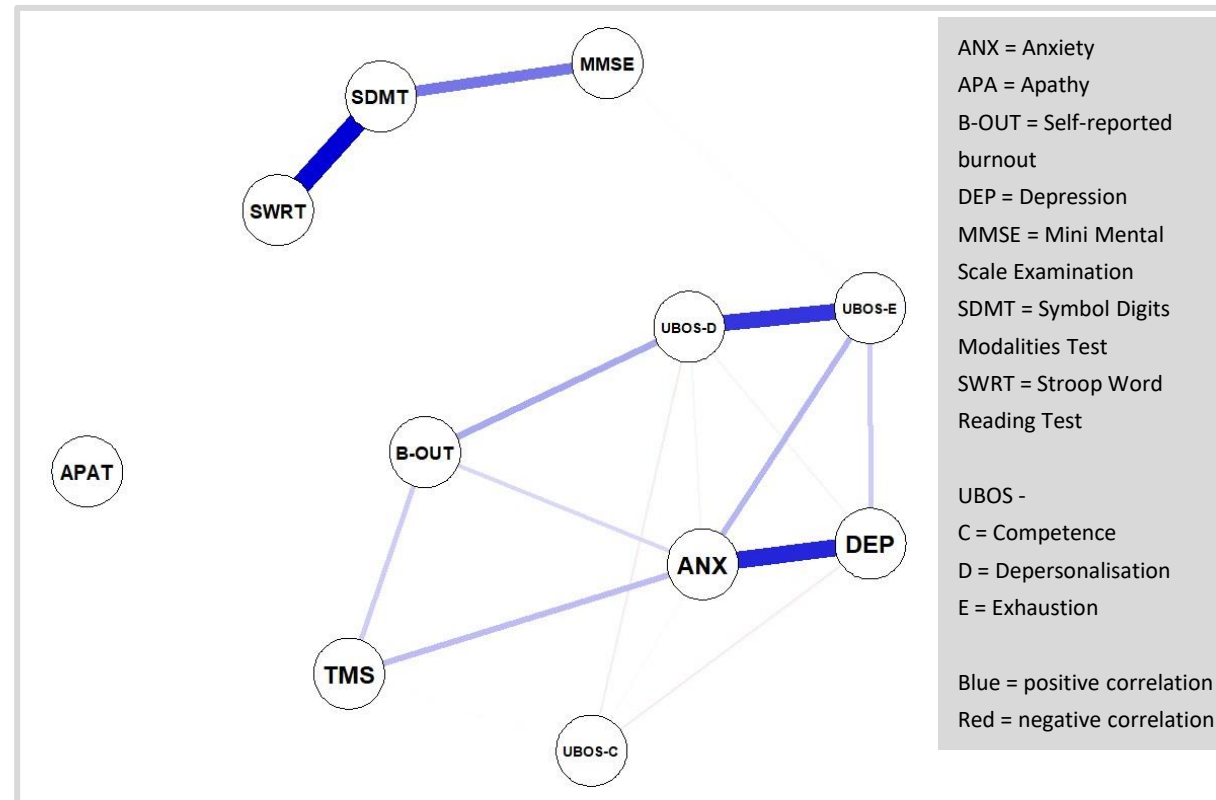 MMSE
SDMT
SWRT
UBOS-E
UBOS-D
B-OUT
APAT
DEP
ANX
TMS
UBOS-C
ANX = Anxiety
APA = Apathy
B-OUT = Self-reported
burnout
DEP = Depression
MMSE = Mini Mental
Scale Examination
SDMT = Symbol Digits
Modalities Test
SWRT = Stroop Word
Reading Test
UBOS -
C = Competence
D = Depersonalisation
E = Exhaustion
Blue = positive correlation
Red = negative correlation